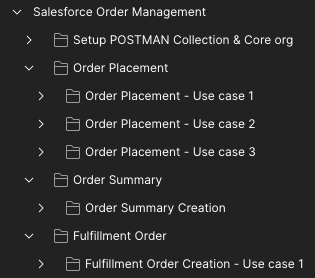 Salesforce Order Management
Setup POSTMAN Collection & Core org
Order Placement
Order Placement - Use case 1
Order Placement - Use case 2
Order Placement - Use case 3
Order Summary
Order Summary Creation
Fulfillment Order
Fulfillment Order Creation - Use case 1